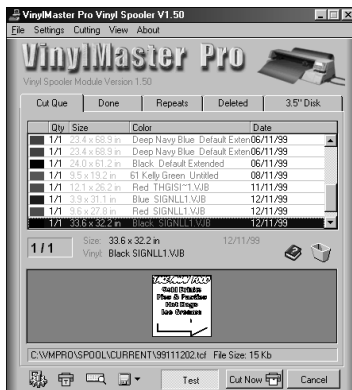 VinylMaster Pro Vinyl Spooler V1.50
File Settings Cutting View About
VinylMaster Pro
Vinyl Spooler Module Version 1.50
Cut Que Done Repeats Deleted 3.5" Disk
Qty Size Color Date
1/1 23.4 x 68.9 in Deep Navy Blue Default Exten 06/11/99
1/1 23.4 x 68.9 in Deep Navy Blue Default Exten 06/11/99
1/1 24.0 x 61.2 in Black Default Extended 06/11/99
1/1 9.5 x 19.2 in 61 Kelly Green Untitled 08/11/99
1/1 12.1 x 26.2 in Red THGISI~1.VJB 11/11/99
1/1 3.9 x 31.1 in Blue SIGNLL1.VJB 12/11/99
1/1 9.6 x 27.8 in Red SIGNLL1.VJB 12/11/99
1/1 33.6 x 32.2 in Black SIGNLL1.VJB 12/11/99
1/1
Size: 33.6 x 32.2 in 12/11/99
Vinyl: Black SIGNLL1.VJB
Take Away Food
Cold Drinks
Pies & Pasties
Hot Dogs
Ice Creams
C:\VMPRO\SPOOL\CURRENT\99111202.tcf File Size: 15 Kb
Test Cut Now Cancel